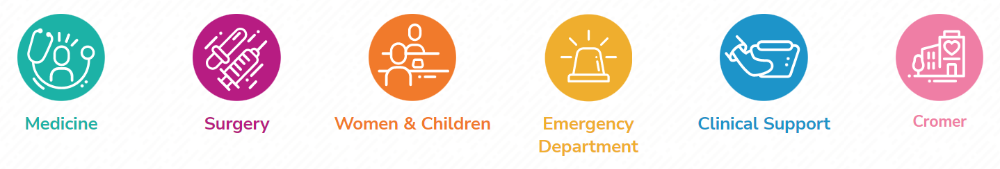 Medicine
Surgery
Women & Children
Emergency
Department
Clinical Support
Cromer